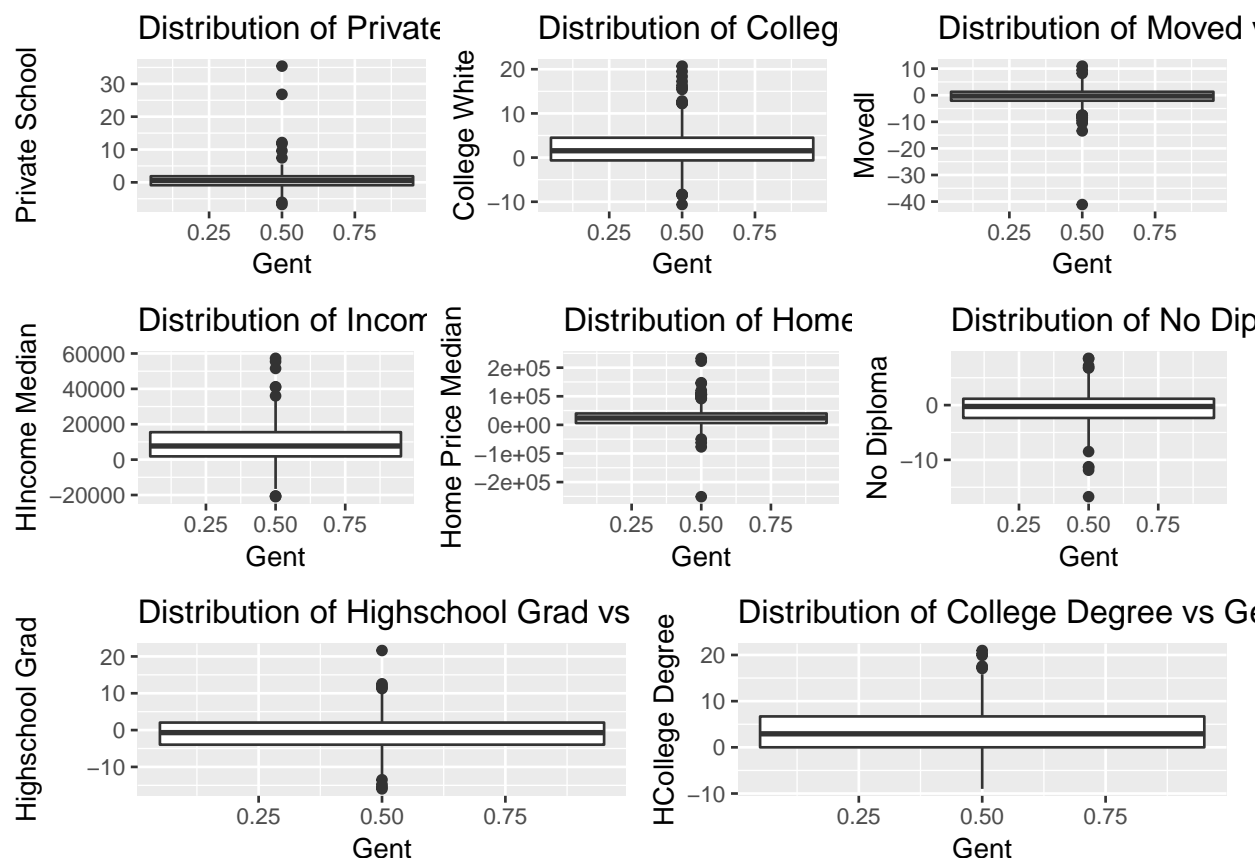 Distribution of Private
Private School
30
20
10
0
0.25 0.50 0.75
Gent
Distribution of Colleg
College White
20
10
0
−10
0.25 0.50 0.75
Gent
Distribution of Moved v
Movedl
10
0
−10
−20
−30
−40
0.25 0.50 0.75
Gent
Distribution of Incom
HIncome Median
60000
40000
20000
0
−20000
0.25 0.50 0.75
Gent
Distribution of Home
Home Price Median
2e+05
1e+05
0e+00
−1e+05
−2e+05
0.25 0.50 0.75
Gent
Distribution of No Dip
No Diploma
0
−10
0.25 0.50 0.75
Gent
Distribution of Highschool Grad vs
Highschool Grad
20
10
0
−10
0.25 0.50 0.75
Gent
Distribution of College Degree vs Ge
HCollege Degree
20
10
0
−10
0.25 0.50 0.75
Gent